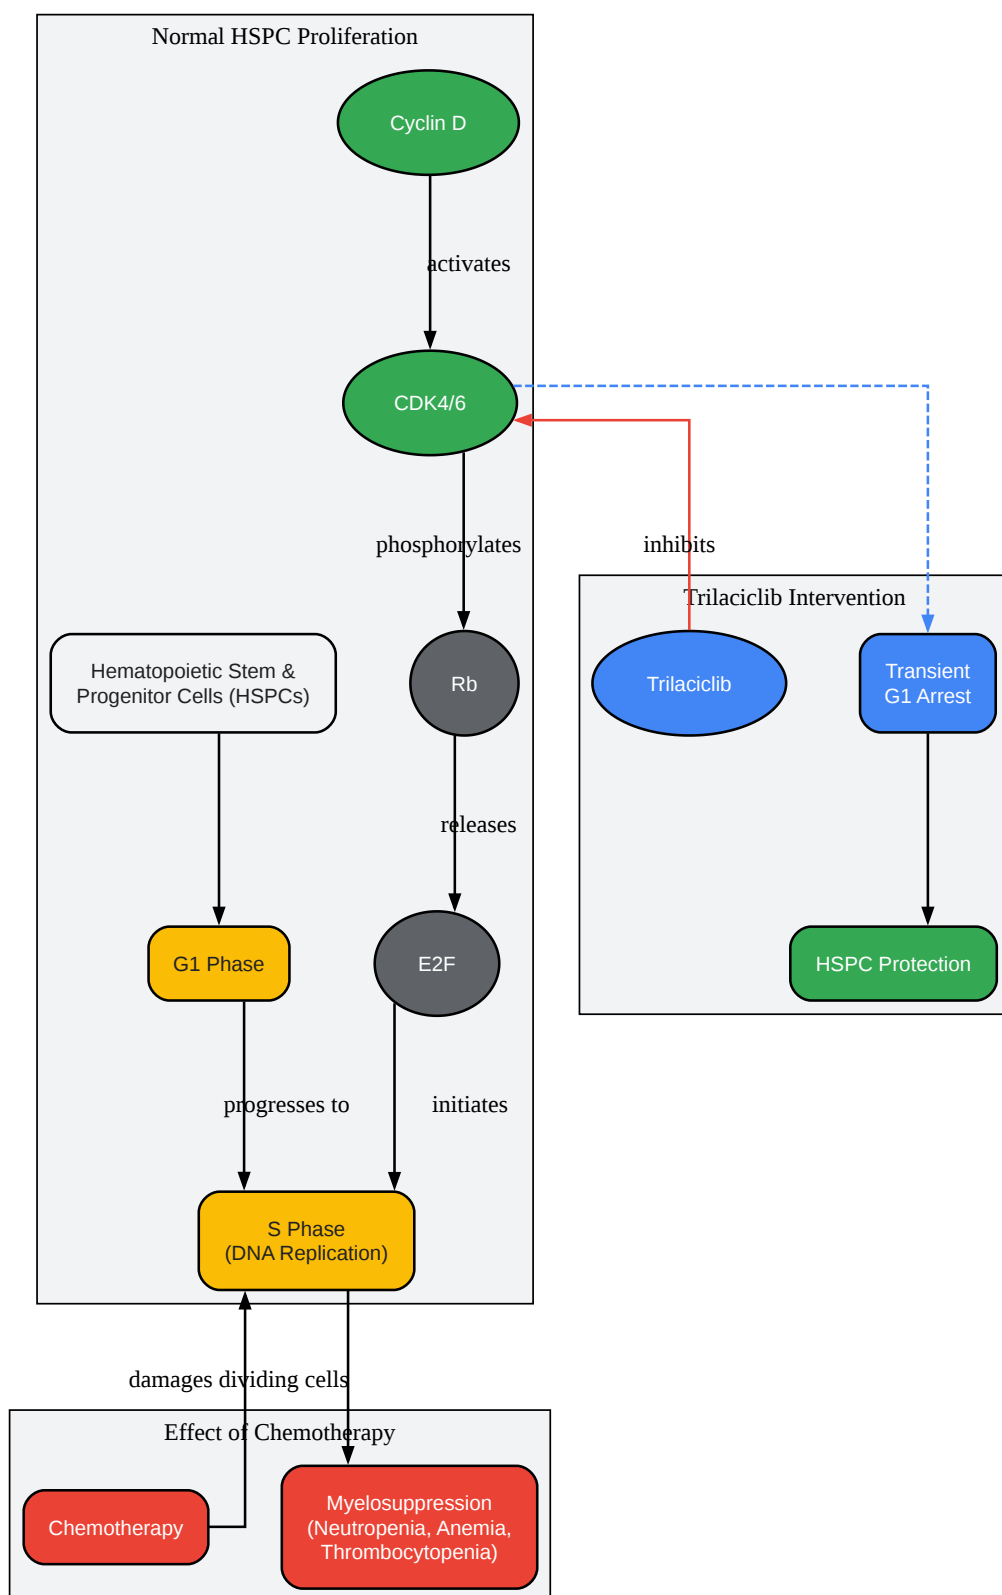 Normal HSPC Proliferation
Cyclin D
activates
CDK4/6
phosphorylates
inhibits
Trilaciclib Intervention
Hematopoietic Stem &
Progenitor Cells (HSPCs)
Rb
Trilaciclib
Transient
G1 Arrest
releases
G1 Phase
E2F
HSPC Protection
progresses to
initiates
S Phase
(DNA Replication)
damages dividing cells
Effect of Chemotherapy
Chemotherapy
Myelosuppression
(Neutropenia, Anemia,
Thrombocytopenia)